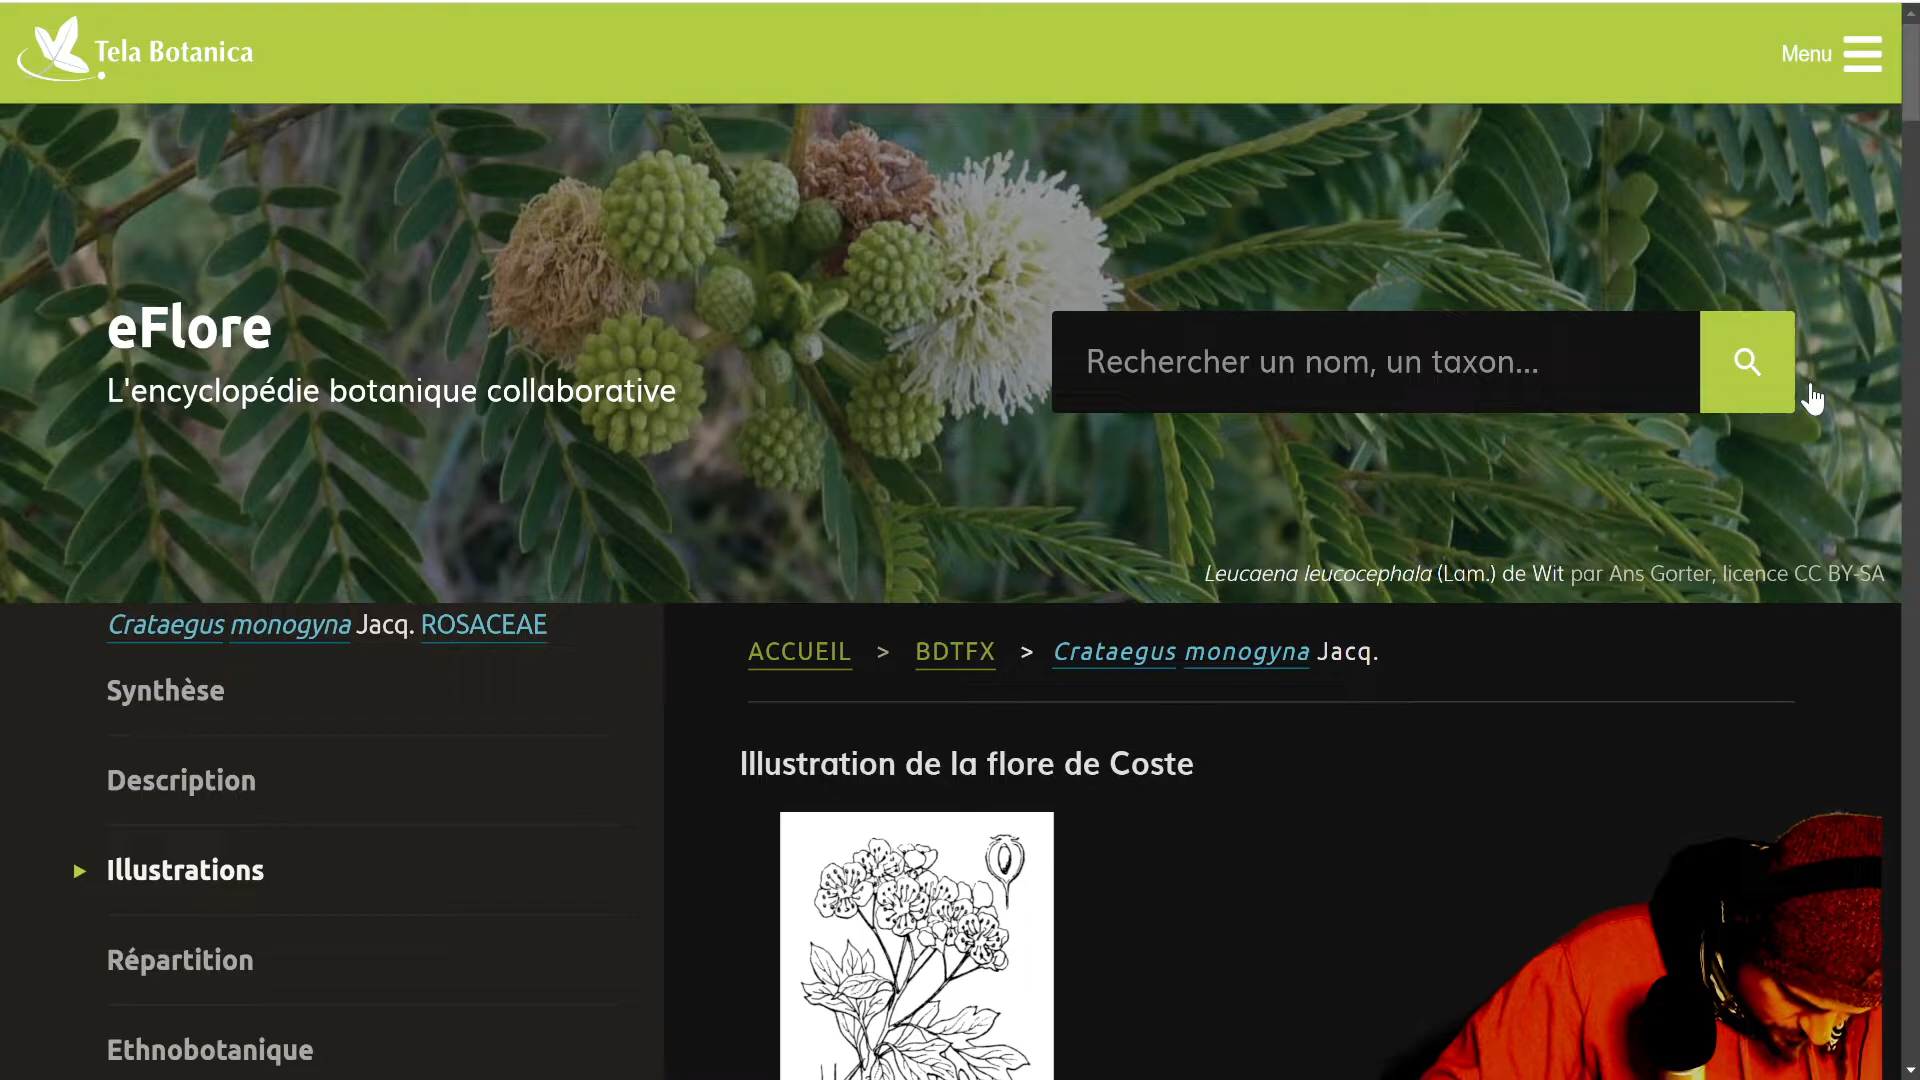 Tela Botanica
Menu
eFlore
L'encyclopédie botanique collaborative
Rechercher un nom, un taxon...
Leucaena leucocephala (Lam.) de Wit par Ans Gorter, licence CC BY-SA
Crataegus monogyna Jacq. ROSACEAE
Synthèse
Description
Illustrations
Répartition
Ethnobotanique
ACCUEIL > BDTFX > Crataegus monogyna Jacq.
Illustration de la flore de Coste